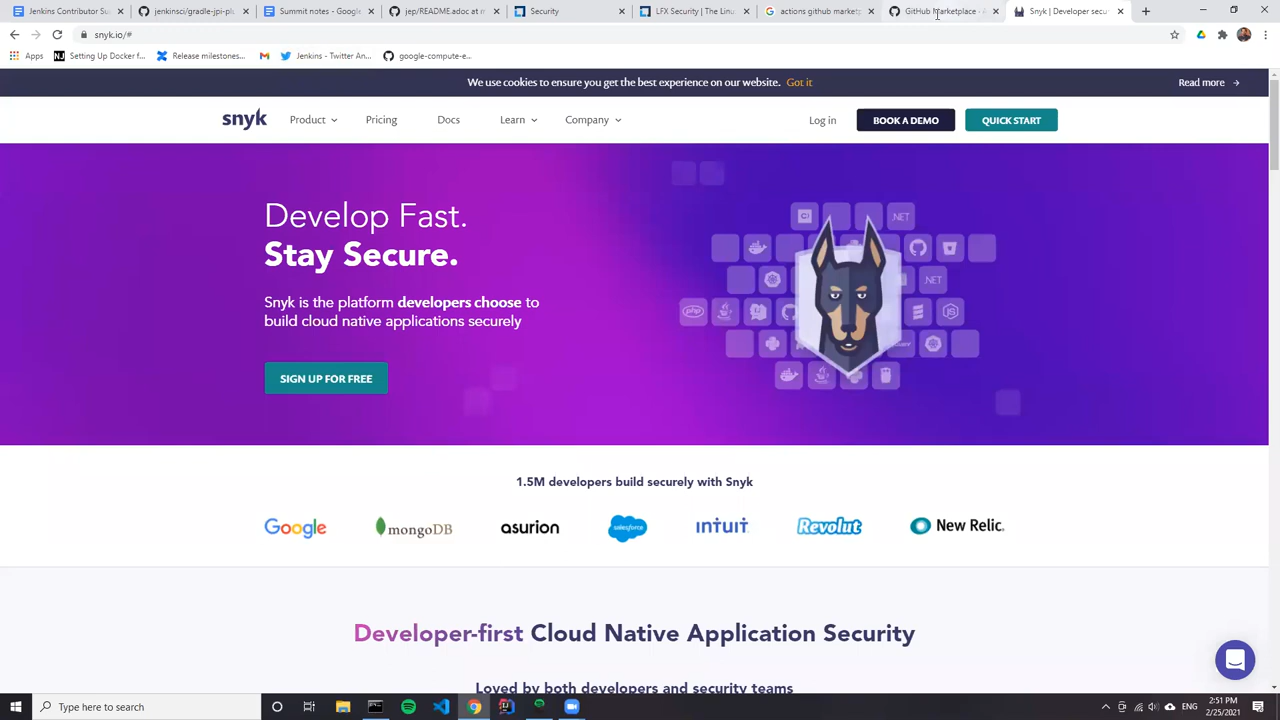 Jenkins Contributor Su
jenkinsci/gradle-jpi-pl
Summit notes - Google
jep/README.adoc at m
Security
LFX Security | The Linu
actions github market
GitHub Marketplace · A
Snyk | Developer secu
snyk.io/#
Apps
Setting Up Docker f...
Release milestones...
Jenkins - Twitter An...
google-compute-e...
We use cookies to ensure you get the best experience on our website. Got it
Read more →
snyk
Product
Pricing
Docs
Learn
Company
Log in
BOOK A DEMO
QUICK START
Develop Fast.
Stay Secure.
Snyk is the platform developers choose to
build cloud native applications securely
SIGN UP FOR FREE
.NET
.NET
php
1.5M developers build securely with Snyk
Google
mongoDB
asurion
salesforce
intuit
Revolut
New Relic.
Developer-first Cloud Native Application Security
Loved by both developers and security teams
Type here to search
ENG
2:51 PM
2/25/2021